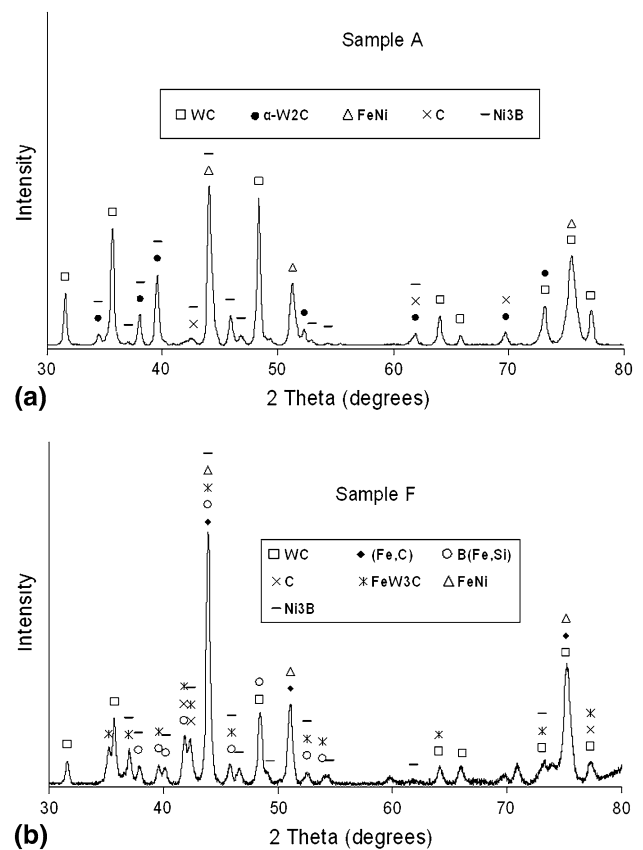 (a)
Sample A
WC α-W2C FeNi C Ni3B
Intensity
30 40 50 60 70 80
2 Theta (degrees)
(b)
Sample F
WC (Fe,C) B(Fe,Si)
C FeW3C FeNi
Ni3B
Intensity
30 40 50 60 70 80
2 Theta (degrees)